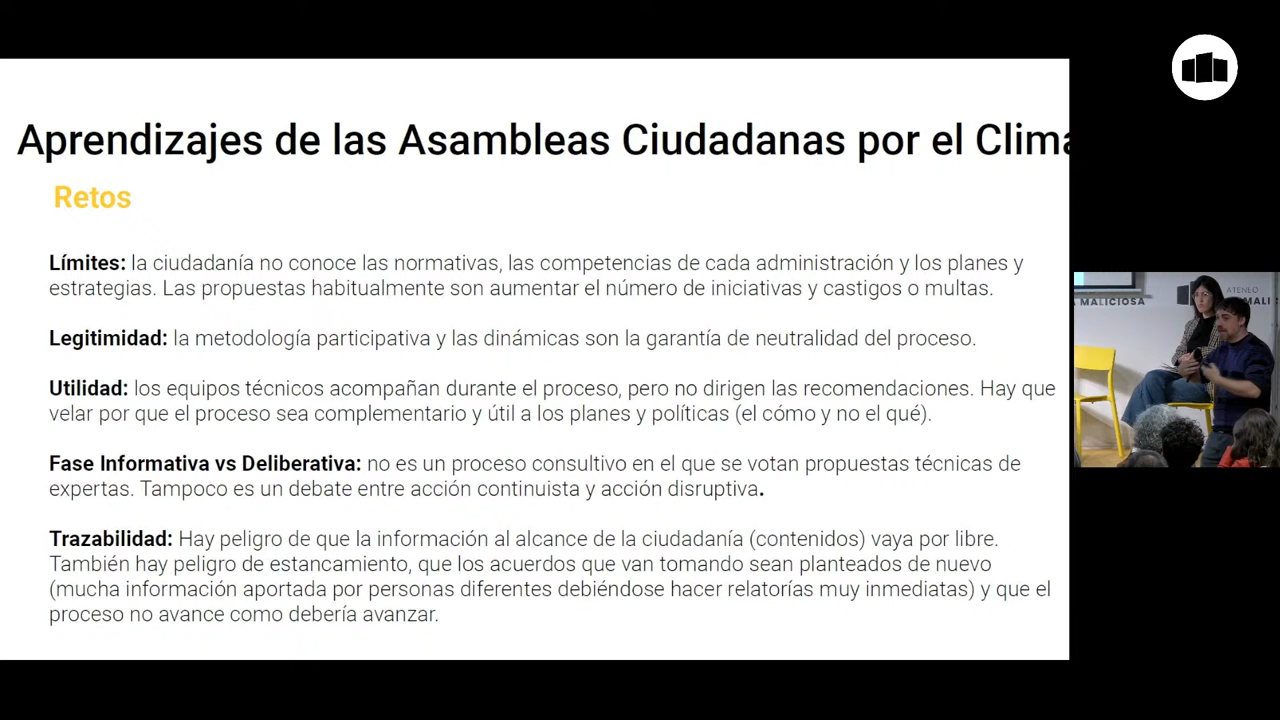 Aprendizajes de las Asambleas Ciudadanas por el Clima
Retos
Límites: la ciudadanía no conoce las normativas, las competencias de cada administración y los planes y
estrategias. Las propuestas habitualmente son aumentar el número de iniciativas y castigos o multas.
Legitimidad: la metodología participativa y las dinámicas son la garantía de neutralidad del proceso.
Utilidad: los equipos técnicos acompañan durante el proceso, pero no dirigen las recomendaciones. Hay que
velar por que el proceso sea complementario y útil a los planes y políticas (el cómo y no el qué).
Fase Informativa vs Deliberativa: no es un proceso consultivo en el que se votan propuestas técnicas de
expertas. Tampoco es un debate entre acción continuista y acción disruptiva.
Trazabilidad: Hay peligro de que la información al alcance de la ciudadanía (contenidos) vaya por libre.
También hay peligro de estancamiento, que los acuerdos que van tomando sean planteados de nuevo
(mucha información aportada por personas diferentes debiéndose hacer relatorías muy inmediatas) y que el
proceso no avance como debería avanzar.
A MALICIOSA
ATENEO
MALI